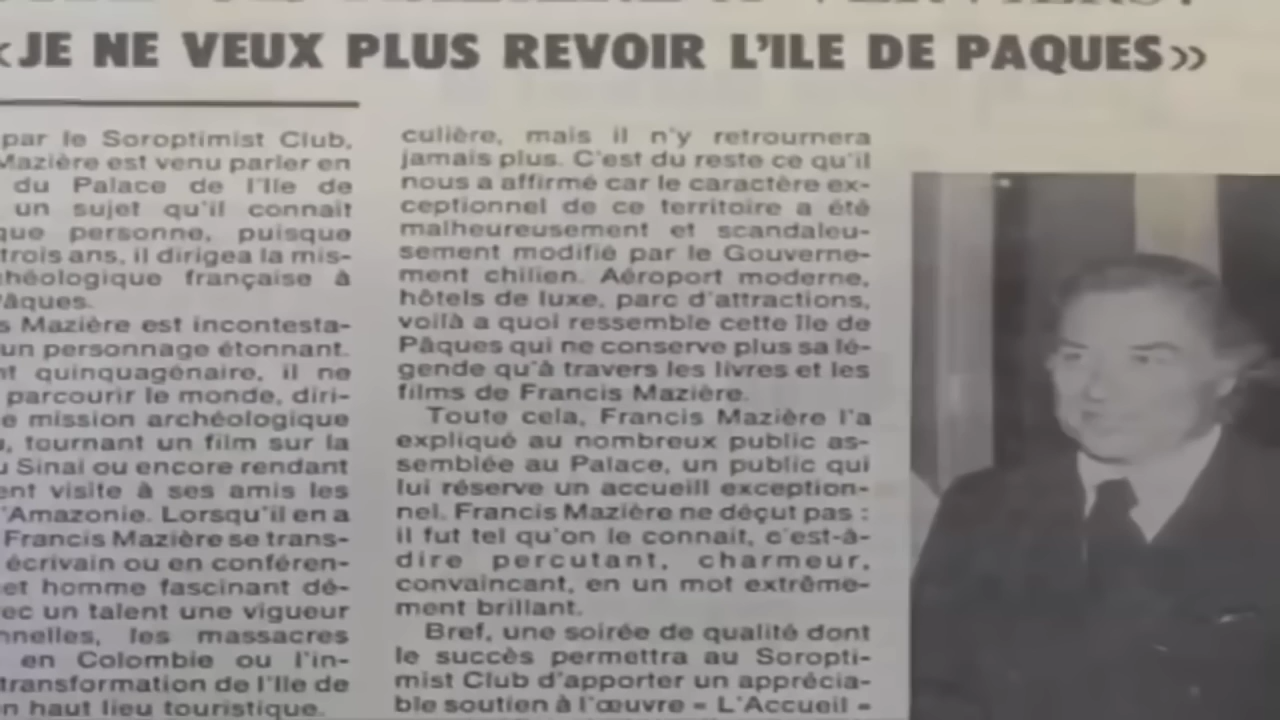 «JE NE VEUX PLUS REVOIR L'ILE DE PAQUES»
par le Soroptimist Club,
Mazière est venu parler en
du Palace de l'Ile de
un sujet qu'il connaît
que personne, puisque
trois ans, il dirigea la mis-
chéologique française à
Pâques.
s Mazière est incontesta-
un personnage étonnant.
nt quinquagénaire, il ne
parcourir le monde, diri-
e mission archéologique
, tournant un film sur la
u Sinai ou encore rendant
ent visite à ses amis les
'Amazonie. Lorsqu'il en a
Francis Mazière se trans-
écrivain ou en conféren-
et homme fascinant dé-
ec un talent une vigueur
nnelles, les massacres
en Colombie ou l'in-
transformation de l'Ile de
n haut lieu touristique.
culière, mais il n'y retournera
jamais plus. C'est du reste ce qu'il
nous a affirmé car le caractère ex-
ceptionnel de ce territoire a été
malheureusement et scandaleu-
sement modifié par le Gouverne-
ment chilien. Aéroport moderne,
hôtels de luxe, parc d'attractions,
voilà a quoi ressemble cette île de
Pâques qui ne conserve plus sa lé-
gende qu'à travers les livres et les
films de Francis Mazière.
Toute cela, Francis Mazière l'a
expliqué au nombreux public as-
semblée au Palace, un public qui
lui réserve un accueill exception-
nel. Francis Mazière ne déçut pas :
il fut tel qu'on le connait, c'est-à-
dire percutant, charmeur,
convaincant, en un mot extrême-
ment brillant.
Bref, une soirée de qualité dont
le succès permettra au Soropti-
mist Club d'apporter un apprécia-
ble soutien à l'œuvre « L'Accueil »